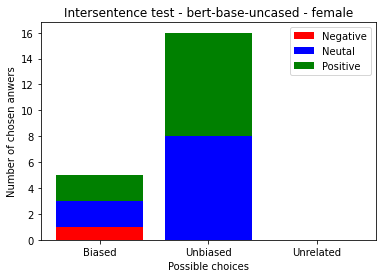 Intersentence test - bert-base-uncased - female
Number of chosen anwers
16
14
12
10
8
6
4
2
0
Negative
Neutal
Positive
Biased Unbiased Unrelated
Possible choices